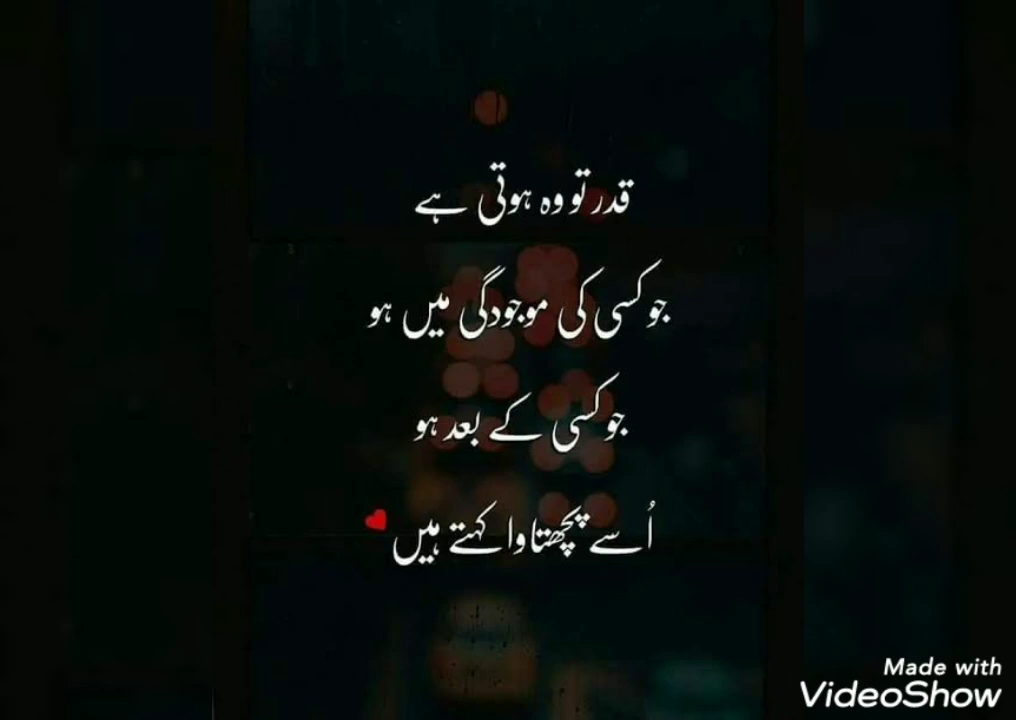 قدر تو وہ ہوتی ہے
جو کسی کی موجودگی میں ہو
جو کسی کے بعد ہو
اُسے پچھتاوا کہتے ہیں
Made with
VideoShow